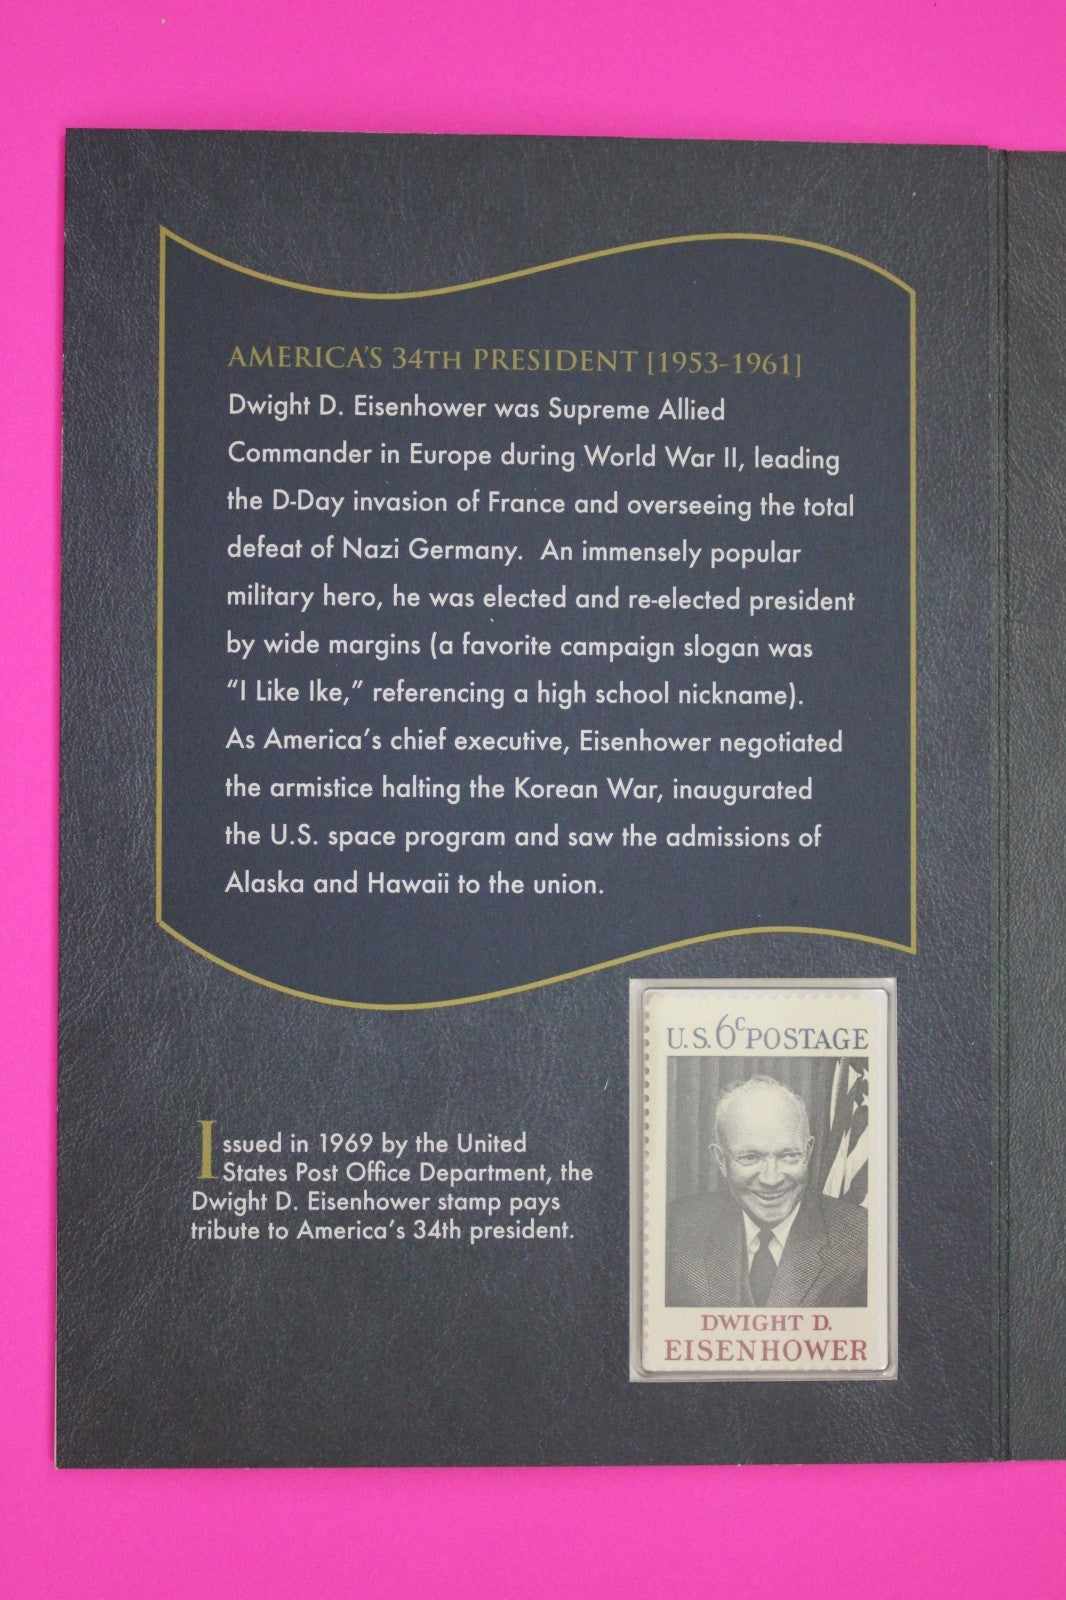 AMERICA'S 34TH PRESIDENT [1953-1961]
Dwight D. Eisenhower was Supreme Allied
Commander in Europe during World War II, leading
the D-Day invasion of France and overseeing the total
defeat of Nazi Germany.  An immensely popular
military hero, he was elected and re-elected president
by wide margins (a favorite campaign slogan was
“I Like Ike,” referencing a high school nickname).
As America’s chief executive, Eisenhower negotiated
the armistice halting the Korean War, inaugurated
the U.S. space program and saw the admissions of
Alaska and Hawaii to the union.
Issued in 1969 by the United
States Post Office Department, the
Dwight D. Eisenhower stamp pays
tribute to America’s 34th president.
U.S. 6c POSTAGE
DWIGHT D.
EISENHOWER